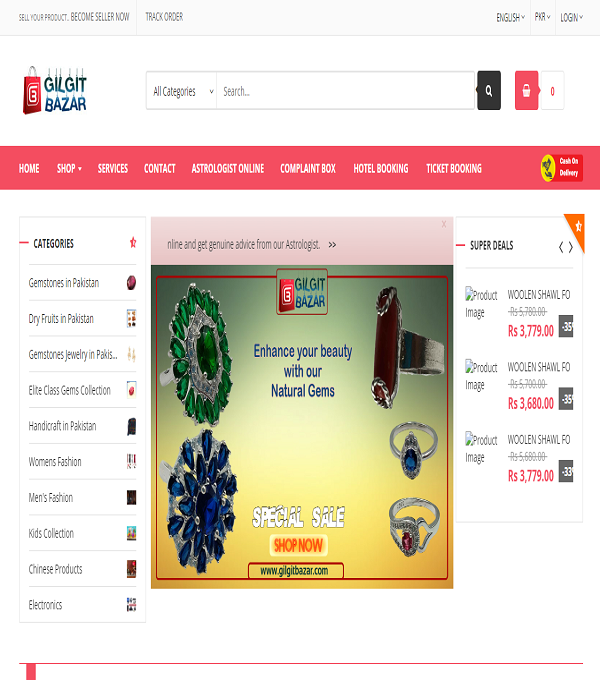 SELL YOUR PRODUCT.. BECOME SELLER NOW
TRACK ORDER
ENGLISH
PKR
LOGIN
GILGIT
BAZAR
All Categories
Search...
0
HOME
SHOP
SERVICES
CONTACT
ASTROLOGIST ONLINE
COMPLAINT BOX
HOTEL BOOKING
TICKET BOOKING
Cash On
Delivery
CATEGORIES
Gemstones in Pakistan
Dry Fruits in Pakistan
Gemstones Jewelry in Pakis...
Elite Class Gems Collection
Handicraft in Pakistan
Womens Fashion
Men's Fashion
Kids Collection
Chinese Products
Electronics
nline and get genuine advice from our Astrologist. >>
x
GILGIT
BAZAR
Enhance your beauty
with our
Natural Gems
SPECIAL SALE
SHOP NOW
www.gilgitbazar.com
SUPER DEALS
Product
Image
WOOLEN SHAWL FO
Rs 5,780.00
Rs 3,779.00
-35
Product
Image
WOOLEN SHAWL FO
Rs 5,700.00
Rs 3,680.00
-35
Product
Image
WOOLEN SHAWL FO
Rs 5,680.00
Rs 3,779.00
-33